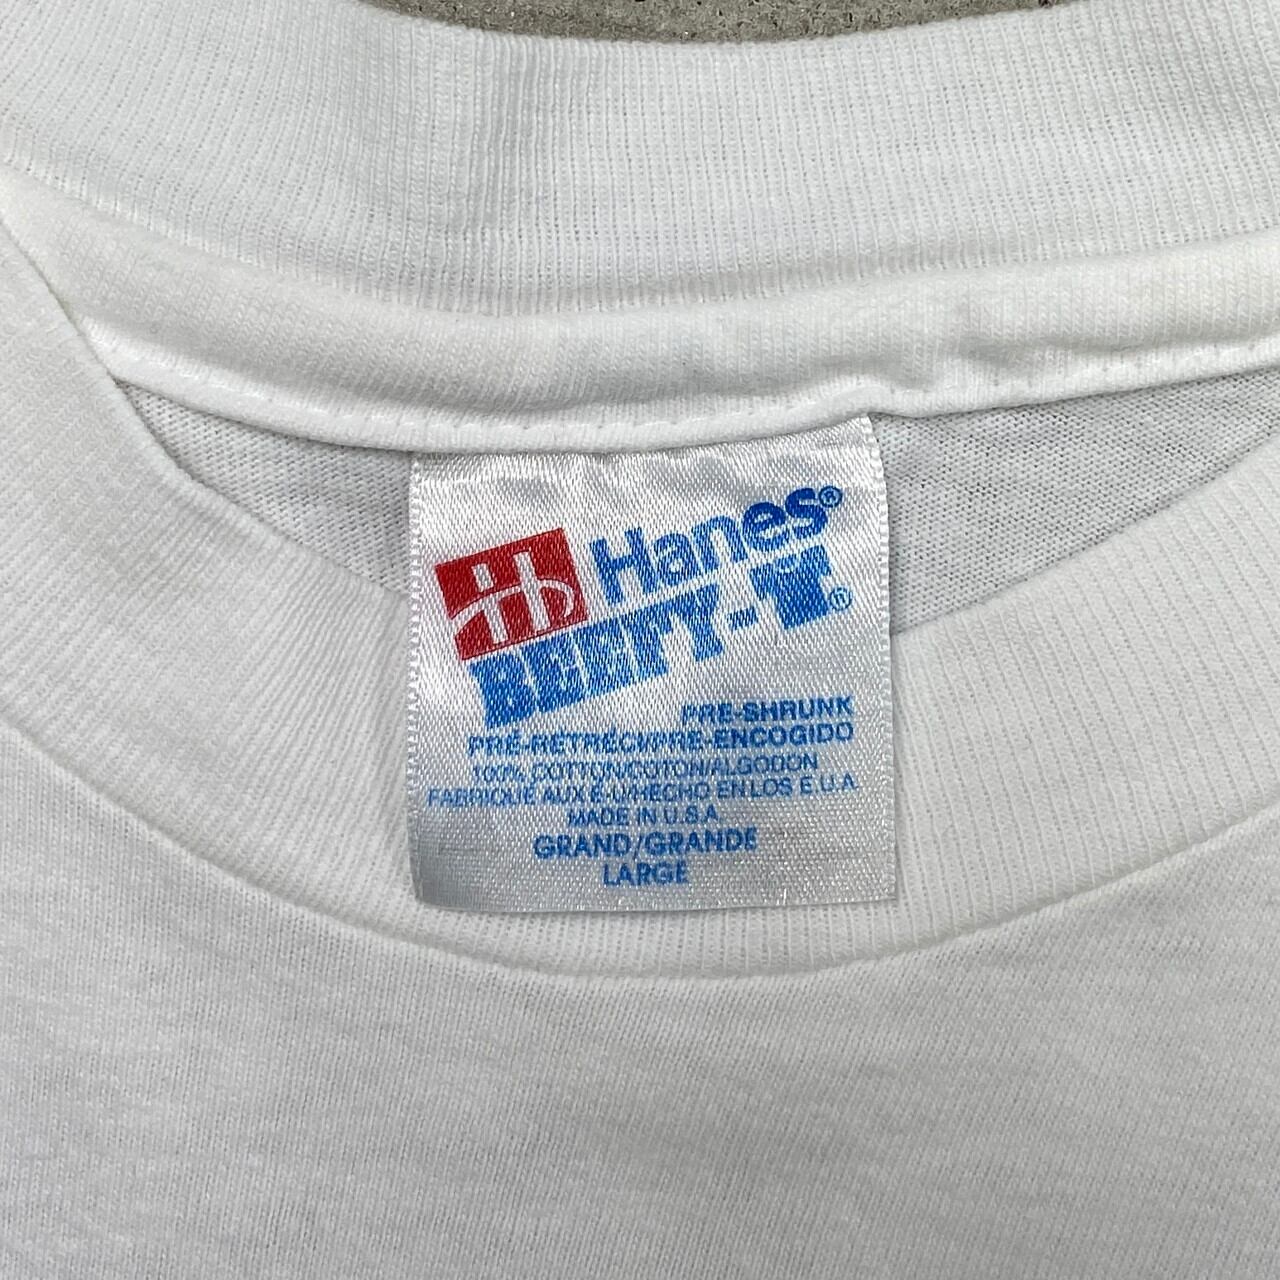 Hanes®
BEEFY-T®
PRE-SHRUNK
PRÉ-RÉTRÉCI/PRE-ENCOGIDO
100% COTTON/COTON/ALGODON
FABRIQUÉ AUX É-U/HECHO EN LOS E.U.A
MADE IN U.S.A
GRAND/GRANDE
LARGE